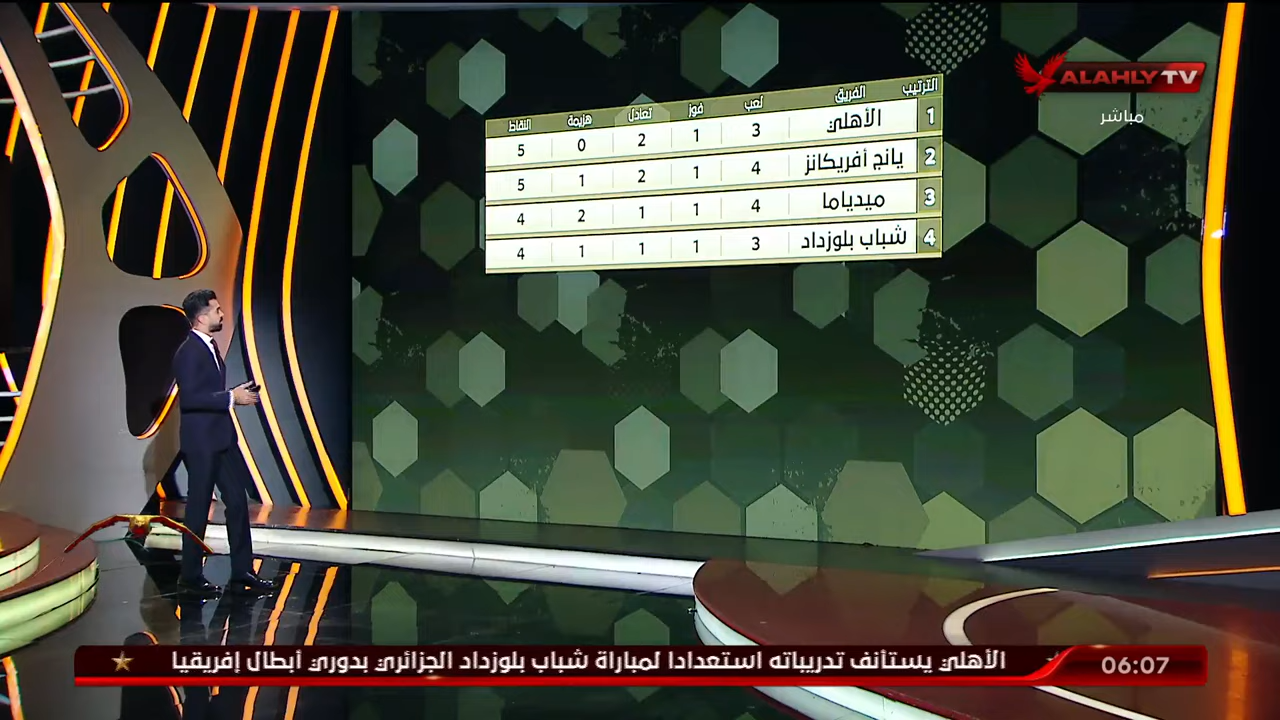 ALAHLY TV
مباشر
الترتيب الفريق لعب فوز تعادل هزيمة النقاط
1 الأهلي 3 1 2 0 5
2 يانج أفريكانز 4 1 2 1 5
3 ميدياما 4 1 1 2 4
4 شباب بلوزداد 3 1 1 1 4
الأهلي يستأنف تدريباته استعدادا لمباراة شباب بلوزداد الجزائري بدوري أبطال إفريقيا
06:07